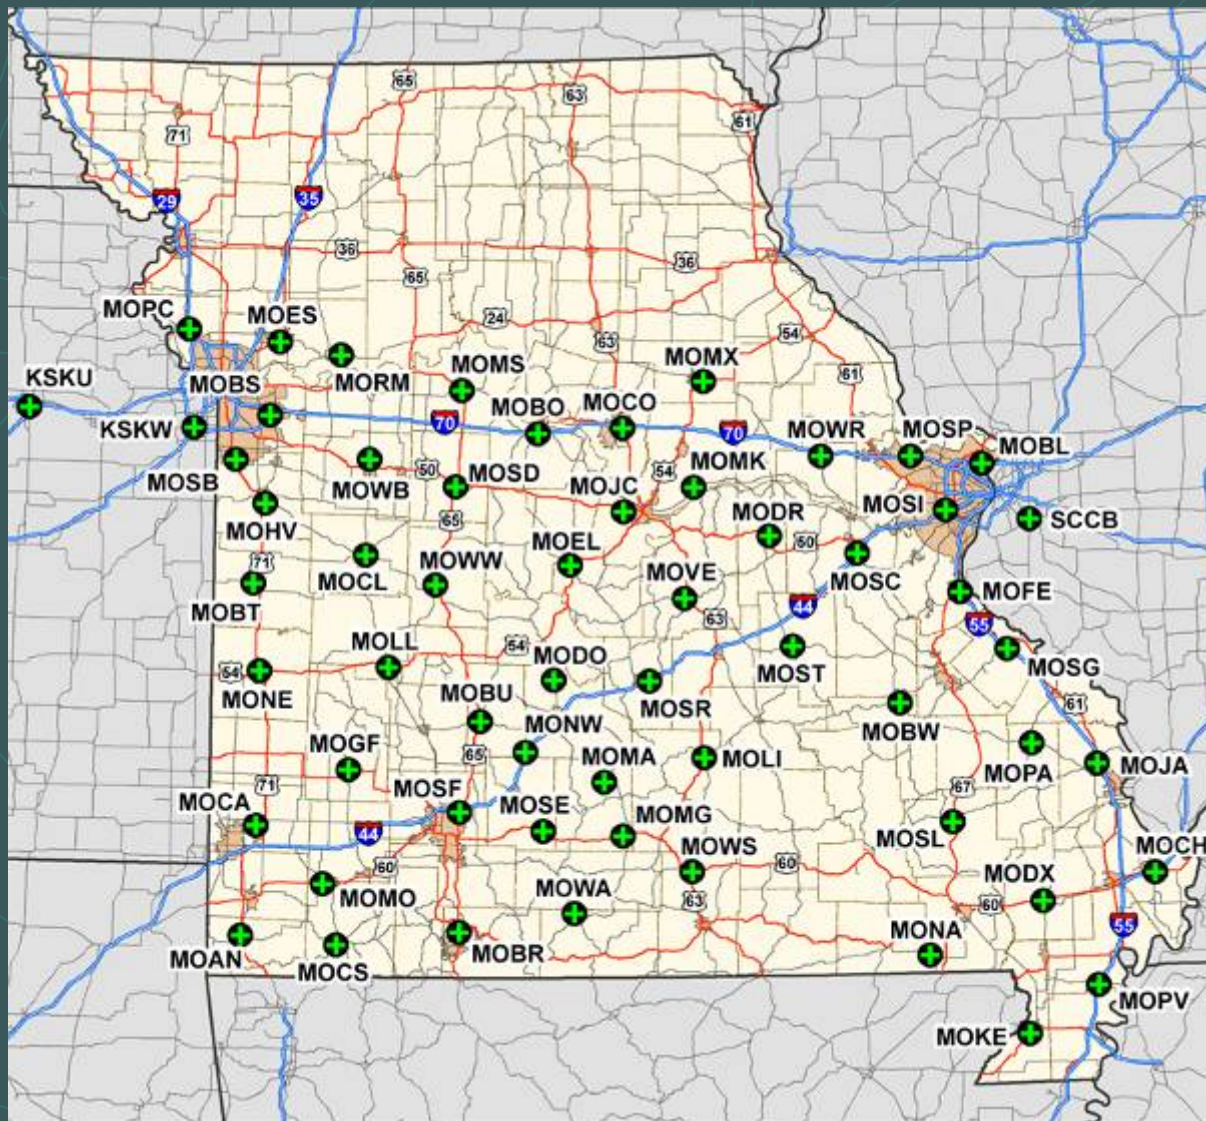 65
63
61
71
29
35
36
36
65
MOPC
MOES
24
54
63
MOMX
61
MORM
MOMS
KSKU
MOBS
MOBO
MOCO
KSKW
70
70
MOWR
MOSP
MOBL
MOSB
MOWB
50
MOSD
54
MOMK
MOJC
MOSI
SCCB
MOHV
65
MODR
50
MOCL
MOWW
MOEL
MOVE
MOSC
71
MOBT
MOFE
44
63
55
MOLL
54
MODO
MOST
MOSG
54
MONE
MOBU
MOSR
61
MOBW
MONW
MOGF
65
MOMA
MOLI
MOPA
MOJA
71
67
MOCA
MOSF
MOSE
MOMG
MOSL
44
MOWS
60
MOCH
60
MOMO
MOWA
63
MODX
60
55
MOAN
MOCS
MOBR
MONA
MOPV
MOKE